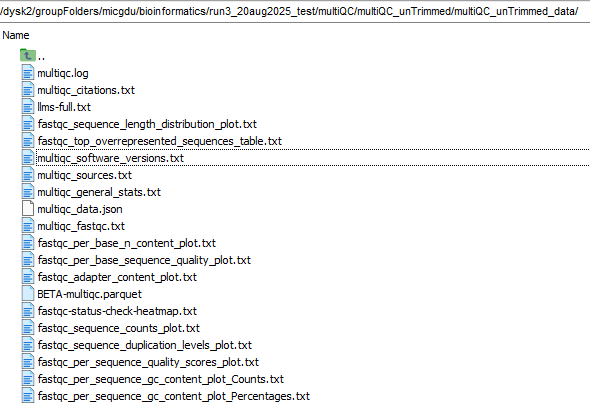 /dysk2/groupFolders/micgdu/bioinformatics/run3_20aug2025_test/multiQC/multiQC_unTrimmed/multiQC_unTrimmed_data/
Name
..
multiqc.log
multiqc_citations.txt
llms-full.txt
fastqc_sequence_length_distribution_plot.txt
fastqc_top_overrepresented_sequences_table.txt
multiqc_software_versions.txt
multiqc_sources.txt
multiqc_general_stats.txt
multiqc_data.json
multiqc_fastqc.txt
fastqc_per_base_n_content_plot.txt
fastqc_per_base_sequence_quality_plot.txt
fastqc_adapter_content_plot.txt
BETA-multiqc.parquet
fastqc-status-check-heatmap.txt
fastqc_sequence_counts_plot.txt
fastqc_sequence_duplication_levels_plot.txt
fastqc_per_sequence_quality_scores_plot.txt
fastqc_per_sequence_gc_content_plot_Counts.txt
fastqc_per_sequence_gc_content_plot_Percentages.txt